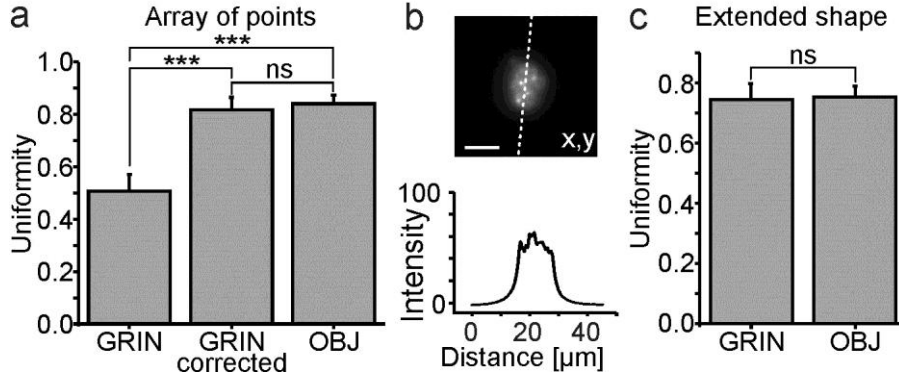 a
Array of points
***
***
ns
Uniformity
1.0
0.8
0.6
0.4
0.2
0.0
GRIN
GRIN
corrected
OBJ
b
x,y
Intensity
100
0
0
20
40
Distance [µm]
c
Extended shape
ns
Uniformity
1.0
0.8
0.6
0.4
0.2
0.0
GRIN
OBJ